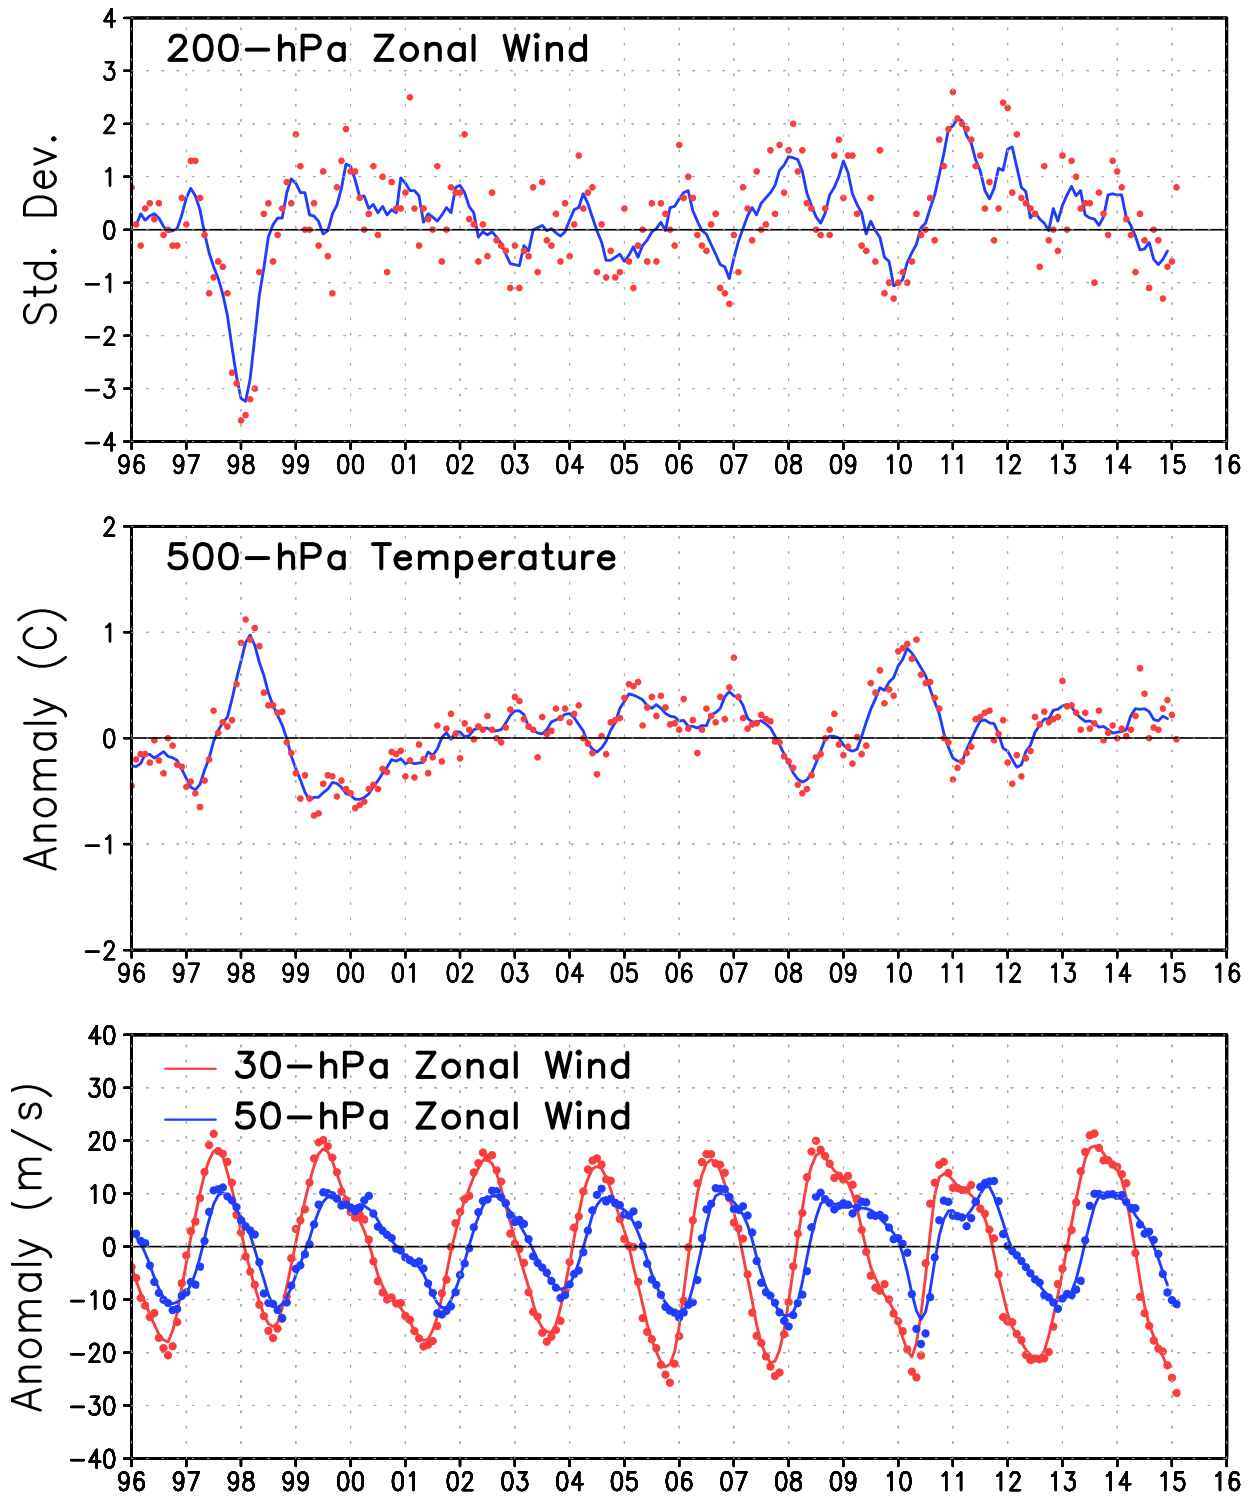 200-hPa Zonal Wind
Std. Dev.
4
3
2
1
0
-1
-2
-3
-4
96 97 98 99 00 01 02 03 04 05 06 07 08 09 10 11 12 13 14 15 16
500-hPa Temperature
Anomaly (C)
2
1
0
-1
-2
96 97 98 99 00 01 02 03 04 05 06 07 08 09 10 11 12 13 14 15 16
30-hPa Zonal Wind
50-hPa Zonal Wind
Anomaly (m/s)
40
30
20
10
0
-10
-20
-30
-40
96 97 98 99 00 01 02 03 04 05 06 07 08 09 10 11 12 13 14 15 16